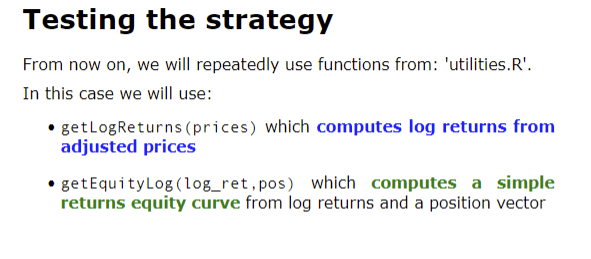 Testing the strategy
From now on, we will repeatedly use functions from: 'utilities.R'.
In this case we will use:
• getLogReturns(prices) which computes log returns from
adjusted prices
• getEquityLog(log_ret,pos) which computes a simple
returns equity curve from log returns and a position vector